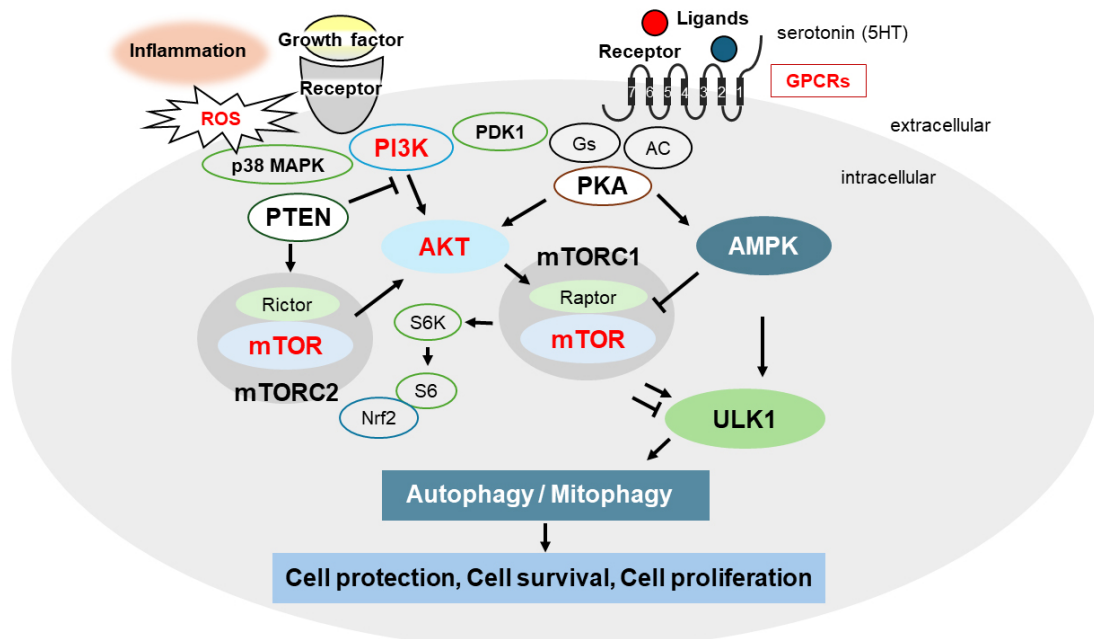 Inflammation
Growth factor
Receptor
Ligands
Receptor
serotonin (5HT)
7 6 5 4 3 2 1
GPCRs
ROS
extracellular
intracellular
p38 MAPK
PI3K
PDK1
Gs
AC
PKA
PTEN
AKT
AMPK
mTORC1
Raptor
mTOR
Rictor
mTOR
mTORC2
S6K
S6
Nrf2
ULK1
Autophagy / Mitophagy
Cell protection, Cell survival, Cell proliferation